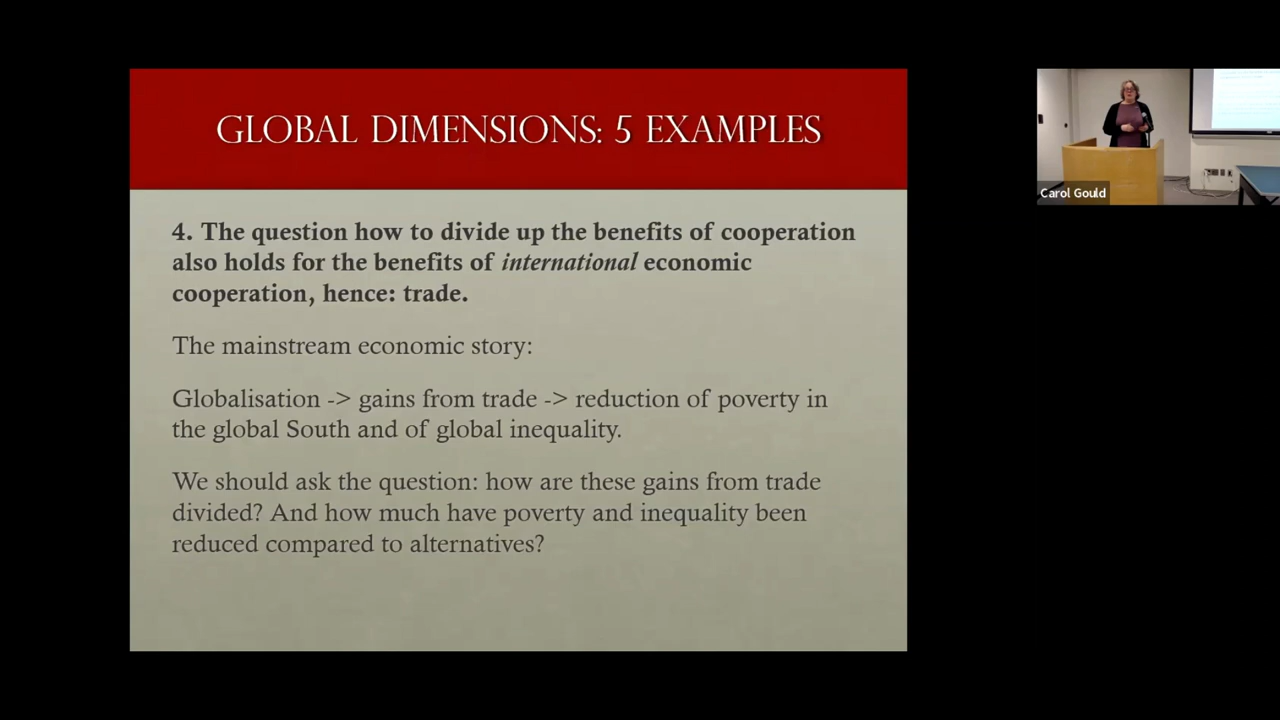 GLOBAL DIMENSIONS: 5 EXAMPLES
4. The question how to divide up the benefits of cooperation
also holds for the benefits of international economic
cooperation, hence: trade.
The mainstream economic story:
Globalisation -> gains from trade -> reduction of poverty in
the global South and of global inequality.
We should ask the question: how are these gains from trade
divided? And how much have poverty and inequality been
reduced compared to alternatives?
Carol Gould